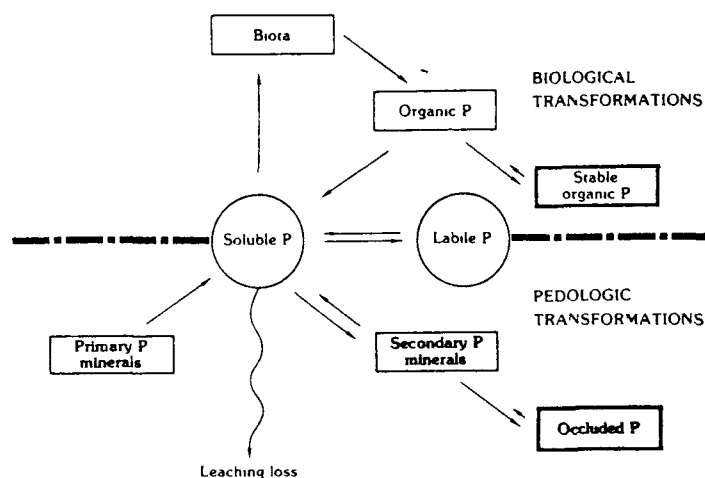 Biota
BIOLOGICAL
TRANSFORMATIONS
Organic P
Stable
organic P
Soluble P
Labile P
PEDOLOGIC
TRANSFORMATIONS
Primary P
minerals
Secondary P
minerals
Occluded P
Leaching loss